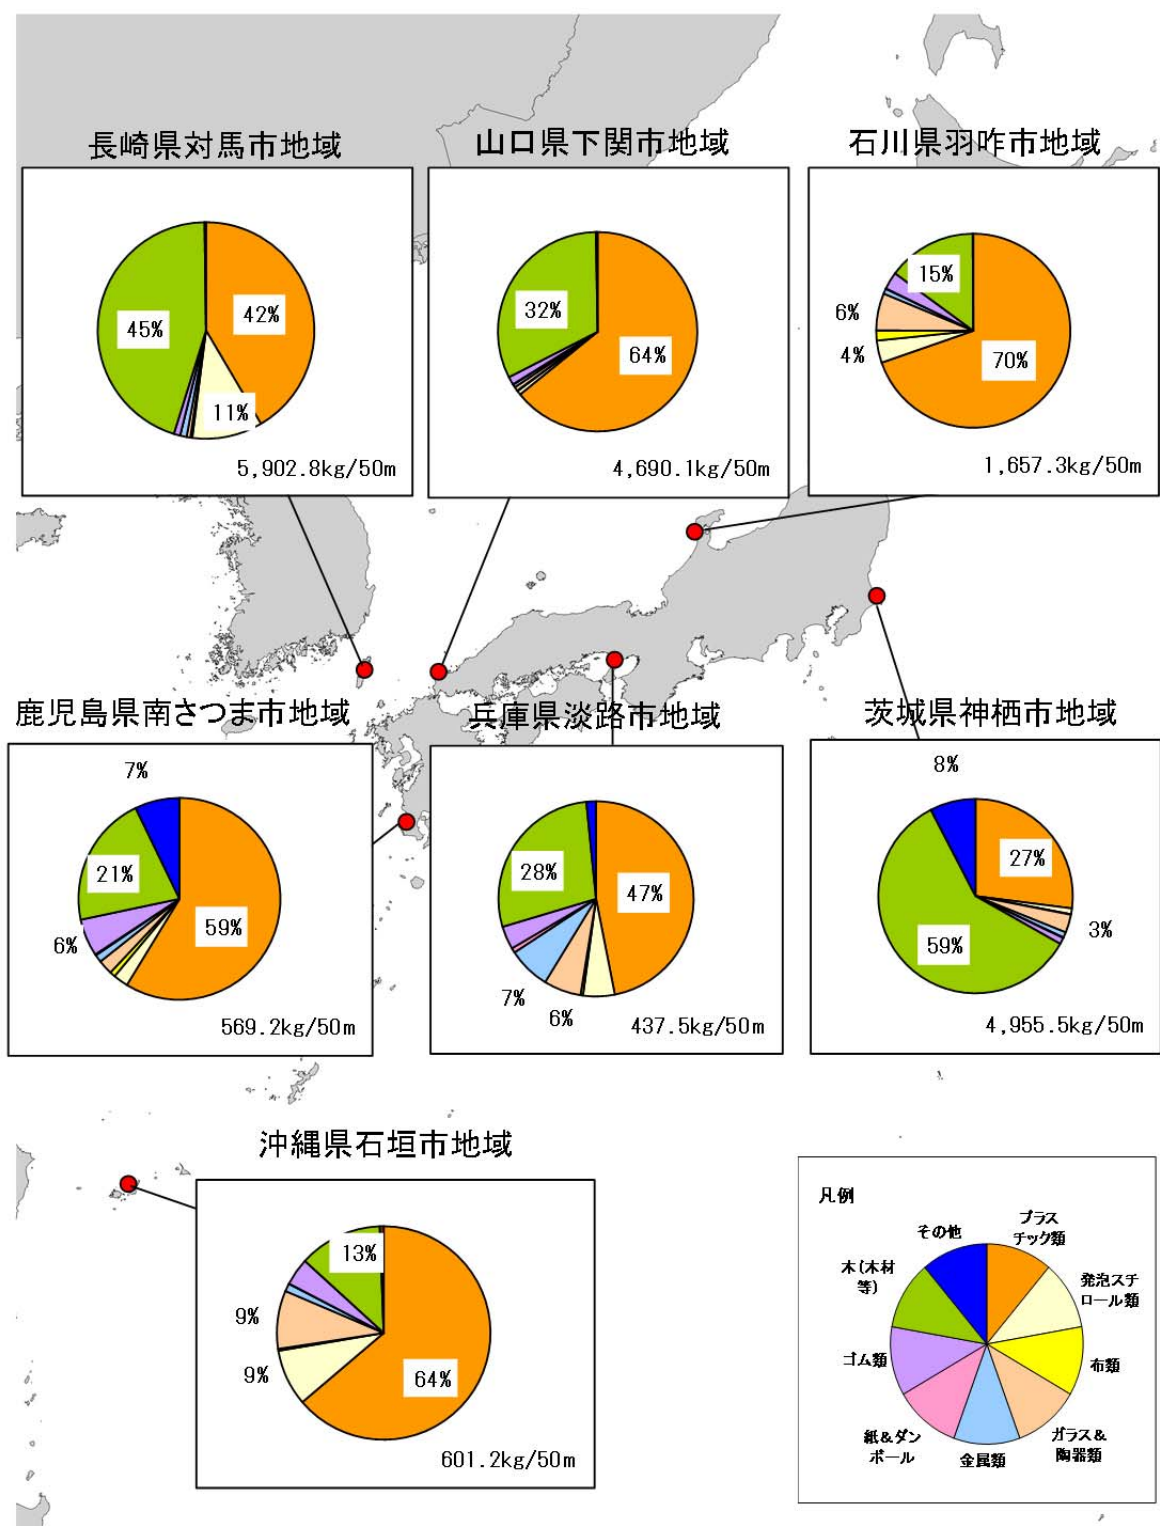 長崎県対馬市地域
45%
42%
11%
5,902.8kg/50m
山口県下関市地域
32%
64%
4,690.1kg/50m
石川県羽咋市地域
15%
6%
4%
70%
1,657.3kg/50m
鹿児島県南さつま市地域
7%
21%
59%
6%
569.2kg/50m
兵庫県淡路市地域
28%
47%
7%
6%
437.5kg/50m
茨城県神栖市地域
8%
27%
3%
59%
4,955.5kg/50m
沖縄県石垣市地域
13%
9%
9%
64%
601.2kg/50m
凡例
プラス
チック類
発泡スチ
ロール類
布類
ガラス&
陶器類
金属類
紙&ダン
ボール
ゴム類
木(木材
等)
その他